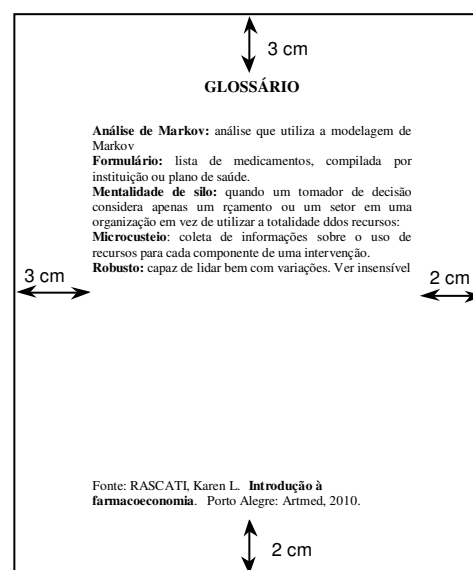 3 cm
GLOSSÁRIO
Análise de Markov: análise que utiliza a modelagem de
Markov
Formulário: lista de medicamentos, compilada por
instituição ou plano de saúde.
Mentalidade de silo: quando um tomador de decisão
considera apenas um rçamento ou um setor em uma
organização em vez de utilizar a totalidade ddos recursos:
Microcusteio: coleta de informações sobre o uso de
recursos para cada componente de uma intervenção.
Robusto: capaz de lidar bem com variações. Ver insensível
3 cm
2 cm
Fonte: RASCATI, Karen L. Introdução à
farmacoeconomia. Porto Alegre: Artmed, 2010.
2 cm